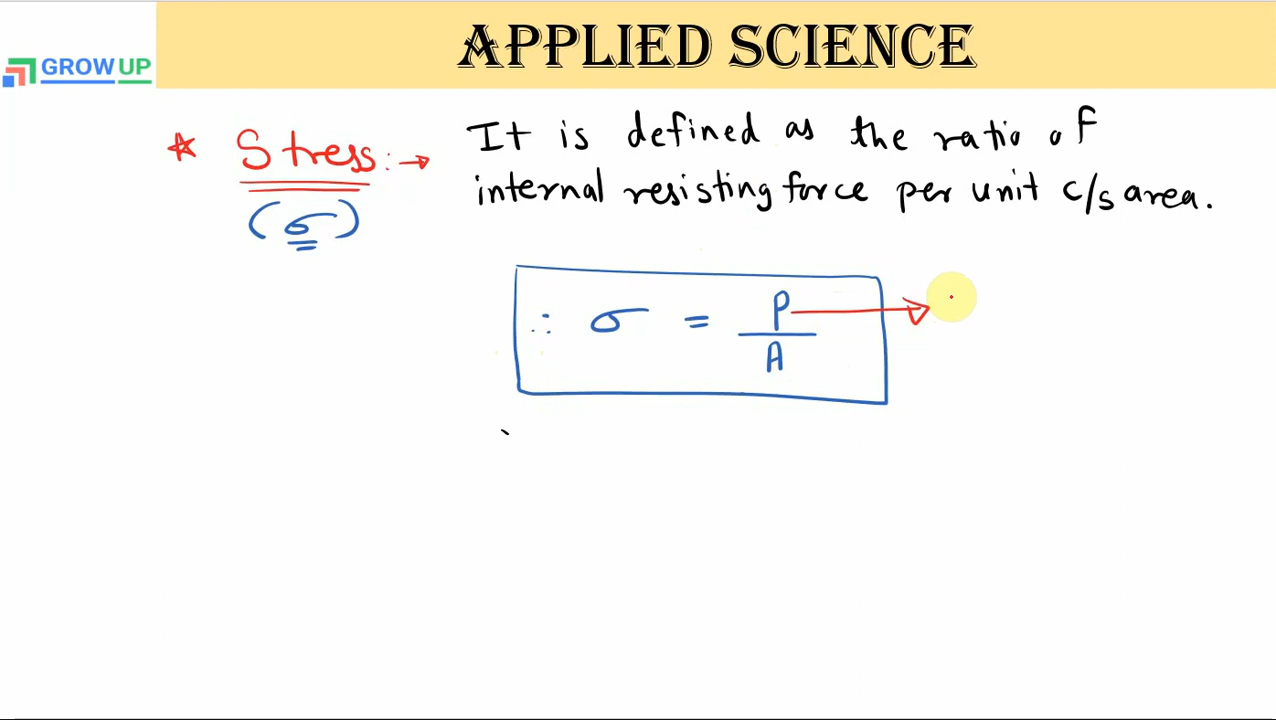 APPLIED SCIENCE
GROW UP
* Stress :→ It is defined as the ratio of
internal resisting force per unit c/s area.
(σ)
∴ σ = P
A